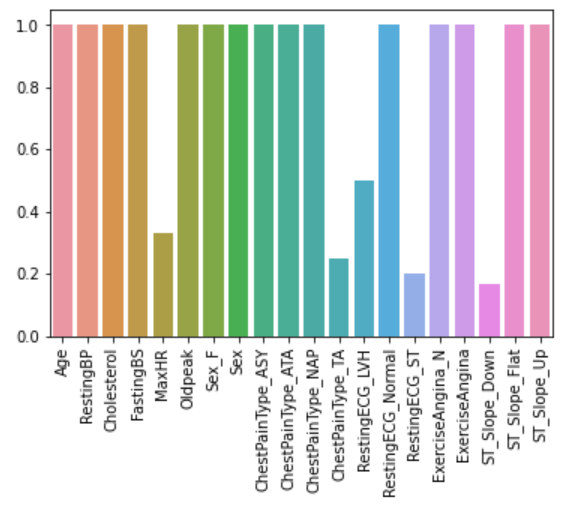 1.0
0.8
0.6
0.4
0.2
0.0
Age
RestingBP
Cholesterol
FastingBS
MaxHR
Oldpeak
Sex_F
Sex
ChestPainType_ASY
ChestPainType_ATA
ChestPainType_NAP
ChestPainType_TA
RestingECG_LVH
RestingECG_Normal
RestingECG_ST
ExerciseAngina_N
ExerciseAngina
ST_Slope_Down
ST_Slope_Flat
ST_Slope_Up